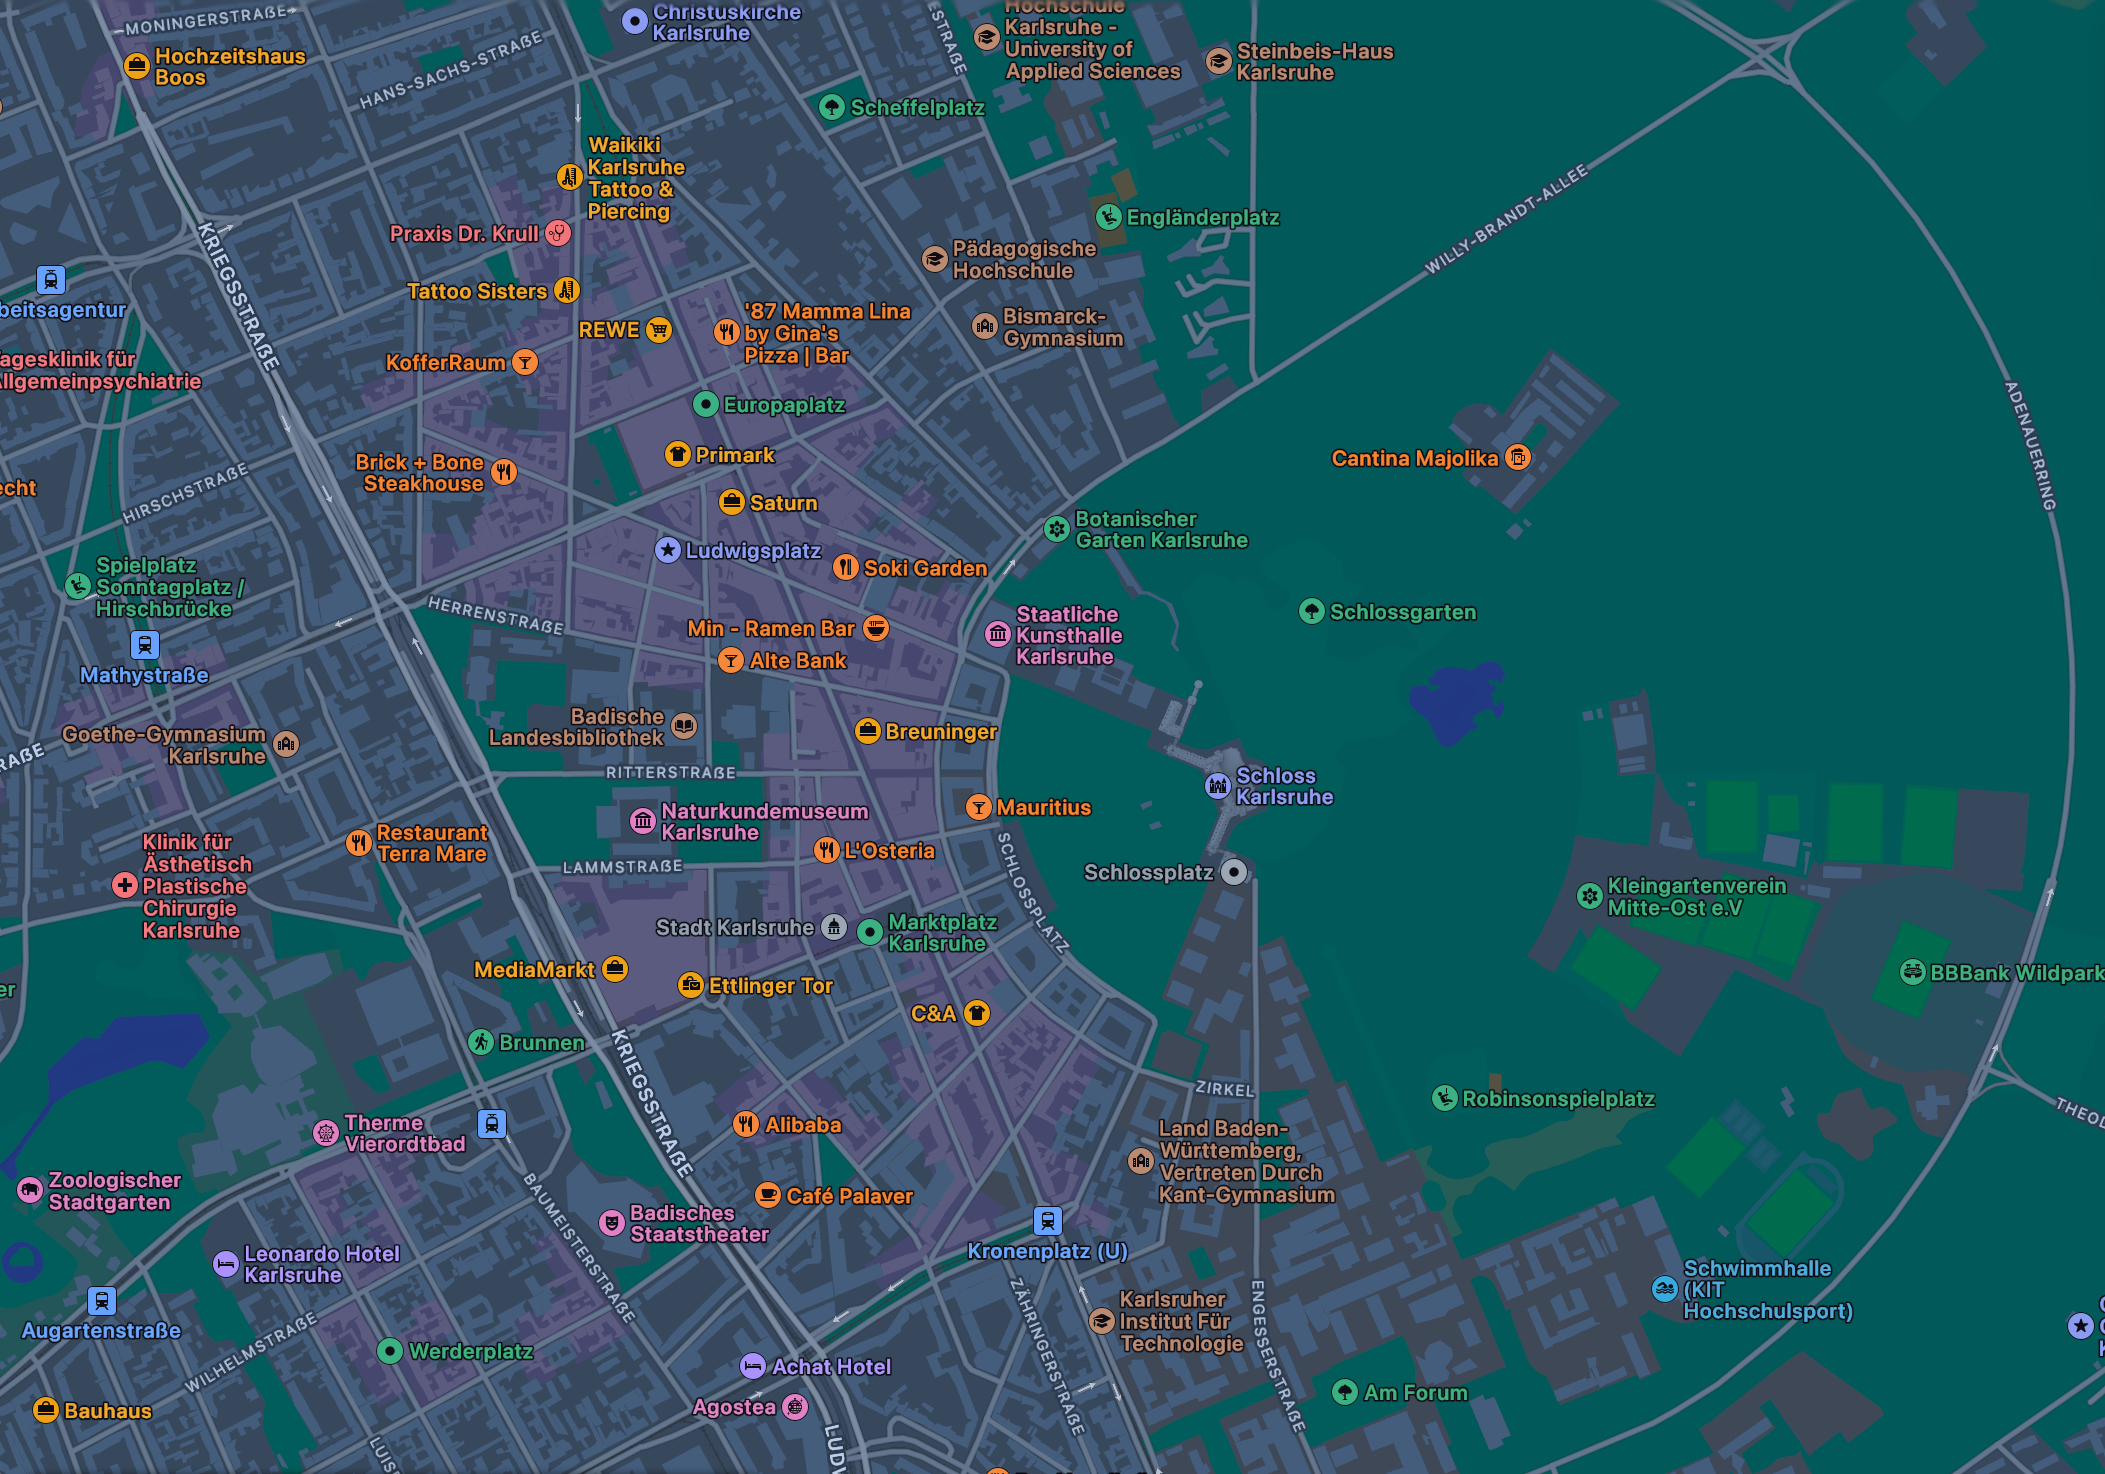 MONINGERSTRAẞE
Hochzeitshaus
Boos
HANS-SACHS-STRAẞE
Christuskirche
Karlsruhe
Hochschule
Karlsruhe -
University of
Applied Sciences
Steinbeis-Haus
Karlsruhe
Scheffelplatz
Waikiki
Karlsruhe
Tattoo &
Piercing
Praxis Dr. Krull
Engländerplatz
WILLY-BRANDT-ALLEE
KRIEGSSTRAẞE
Pädagogische
Hochschule
Tattoo Sisters
REWE
'87 Mamma Lina
by Gina's
Pizza | Bar
Bismarck-
Gymnasium
beitsagentur
agesklinik für
llgemeinpsychiatrie
KofferRaum
Europaplatz
ADENAUERRING
Primark
Cantina Majolika
Brick + Bone
Steakhouse
echt
HIRSCHSTRAẞE
Saturn
Botanischer
Garten Karlsruhe
Ludwigsplatz
Soki Garden
Spielplatz
Sonntagplatz /
Hirschbrücke
HERRENSTRAẞE
Staatliche
Kunsthalle
Karlsruhe
Schlossgarten
Min - Ramen Bar
Alte Bank
Mathystraße
Badische
Landesbibliothek
Breuninger
Goethe-Gymnasium
Karlsruhe
RAẞE
RITTERSTRAẞE
Schloss
Karlsruhe
Naturkundemuseum
Karlsruhe
Mauritius
Restaurant
Terra Mare
L'Osteria
Klinik für
Ästhetisch
Plastische
Chirurgie
Karlsruhe
LAMMSTRAẞE
SCHLOSSPLATZ
Schlossplatz
Kleingartenverein
Mitte-Ost e.V
Stadt Karlsruhe
Marktplatz
Karlsruhe
MediaMarkt
Ettlinger Tor
BBBank Wildpark
er
C&A
Brunnen
KRIEGSSTRAẞE
ZIRKEL
Robinsonspielplatz
THEOD
Therme
Vierordtbad
Alibaba
Land Baden-
Württemberg,
Vertreten Durch
Kant-Gymnasium
Zoologischer
Stadtgarten
BAUMEISTERSTRAẞE
Café Palaver
Badisches
Staatstheater
Kronenplatz (U)
Leonardo Hotel
Karlsruhe
Schwimmhalle
(KIT
Hochschulsport)
Augartenstraße
WILHELMSTRAẞE
Karlsruher
Institut Für
Technologie
ZÄHRINGERSTRAẞE
ENGESSERSTRAẞE
Werderplatz
Achat Hotel
Am Forum
Bauhaus
Agostea
LUDW
LUIS